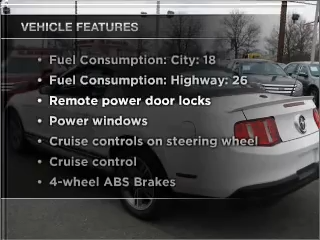 VEHICLE FEATURES
• Fuel Consumption: City: 18
• Fuel Consumption: Highway: 26
• Remote power door locks
• Power windows
• Cruise controls on steering wheel
• Cruise control
• 4-wheel ABS Brakes